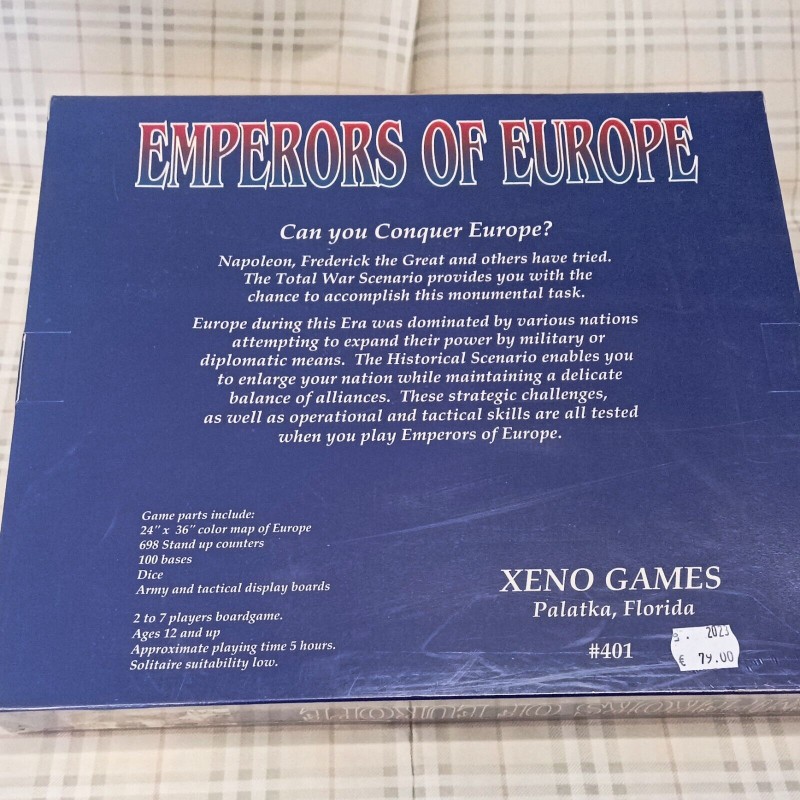 EMPERORS OF EUROPE
Can you Conquer Europe?
Napoleon, Frederick the Great and others have tried.
The Total War Scenario provides you with the
chance to accomplish this monumental task.
Europe during this Era was dominated by various nations
attempting to expand their power by military or
diplomatic means. The Historical Scenario enables you
to enlarge your nation while maintaining a delicate
balance of alliances. These strategic challenges,
as well as operational and tactical skills are all tested
when you play Emperors of Europe.
Game parts include:
24" x 36" color map of Europe
698 Stand up counters
100 bases
Dice
Army and tactical display boards
2 to 7 players boardgame.
Ages 12 and up
Approximate playing time 5 hours.
Solitaire suitability low.
XENO GAMES
Palatka, Florida
#401
2023
€ 79.00
EMPERORS OF EUROPE